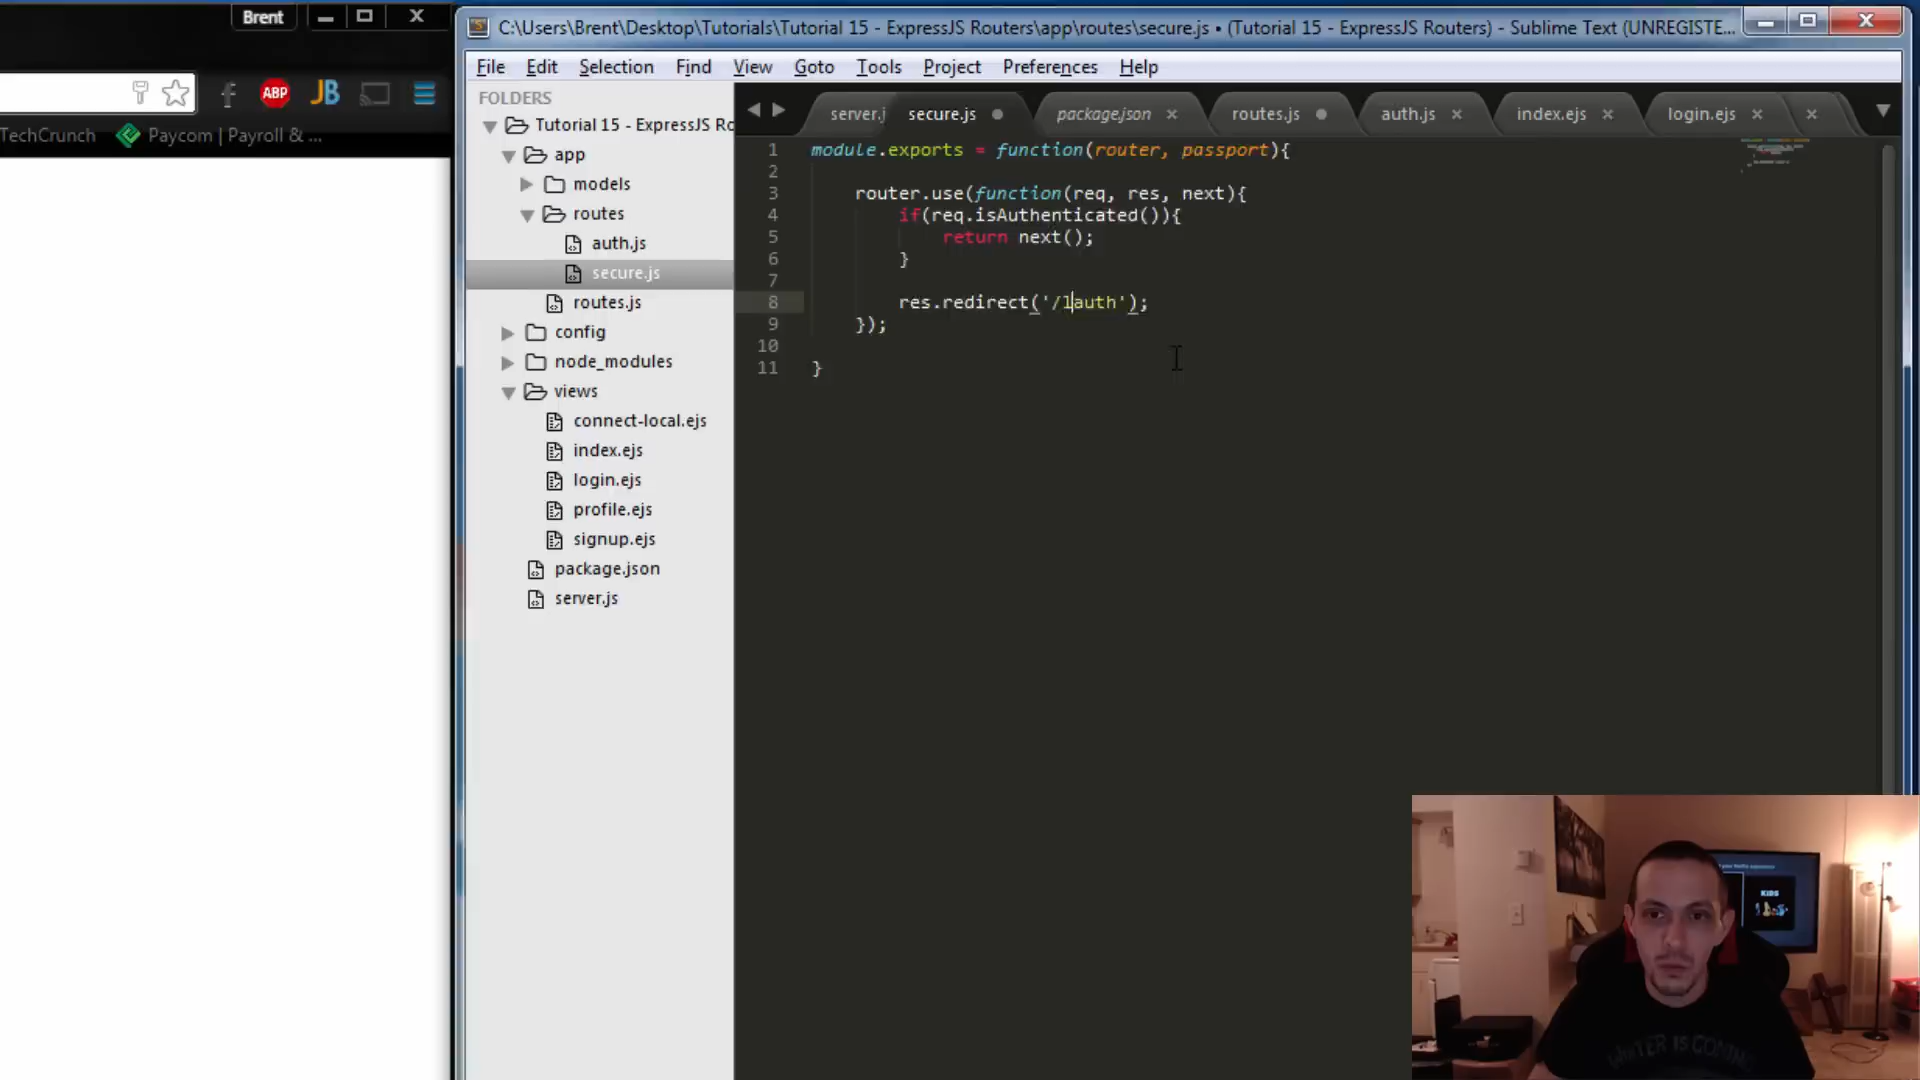 Brent
C:\Users\Brent\Desktop\Tutorials\Tutorial 15 - ExpressJS Routers\app\routes\secure.js • (Tutorial 15 - ExpressJS Routers) - Sublime Text (UNREGISTE...
File Edit Selection Find View Goto Tools Project Preferences Help
f ABP JB
TechCrunch Paycom | Payroll & ...
FOLDERS
Tutorial 15 - ExpressJS Ro
app
models
routes
auth.js
secure.js
routes.js
config
node_modules
views
connect-local.ejs
index.ejs
login.ejs
profile.ejs
signup.ejs
package.json
server.js
server.j secure.js package.json routes.js auth.js index.ejs login.ejs
1 module.exports = function(router, passport){
2
3 router.use(function(req, res, next){
4 if(req.isAuthenticated()){
5 return next();
6 }
7
8 res.redirect('/lauth');
9 });
10
11 }
KIDS